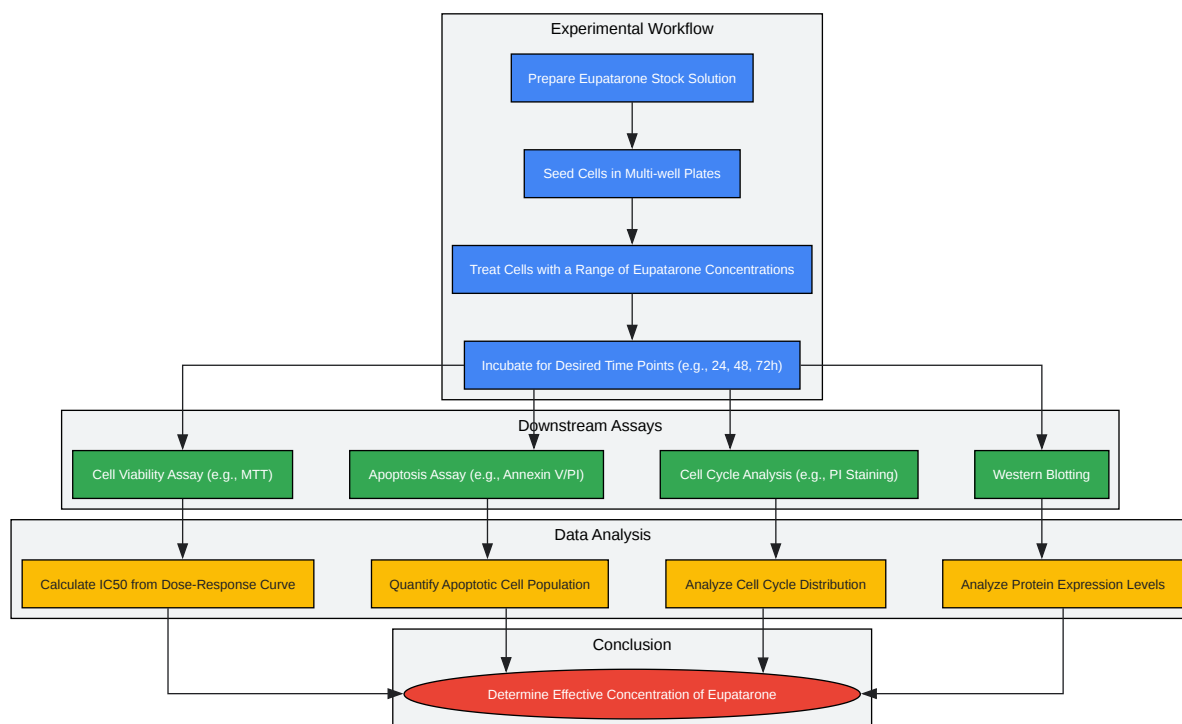 Experimental Workflow
Prepare Eupatarone Stock Solution
Seed Cells in Multi-well Plates
Treat Cells with a Range of Eupatarone Concentrations
Incubate for Desired Time Points (e.g., 24, 48, 72h)
Downstream Assays
Cell Viability Assay (e.g., MTT)
Apoptosis Assay (e.g., Annexin V/PI)
Cell Cycle Analysis (e.g., PI Staining)
Western Blotting
Data Analysis
Calculate IC50 from Dose-Response Curve
Quantify Apoptotic Cell Population
Analyze Cell Cycle Distribution
Analyze Protein Expression Levels
Conclusion
Determine Effective Concentration of Eupatarone